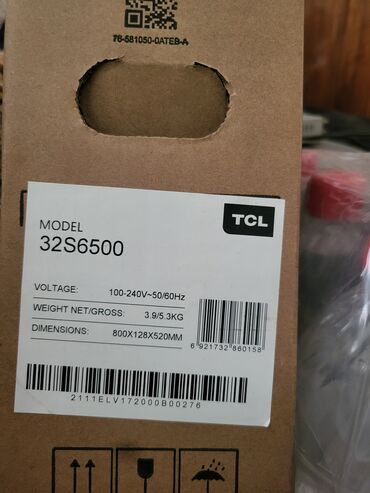 76-581050-0ATEB-A
TCL
MODEL
32S6500
VOLTAGE: 100-240V~50/60Hz
WEIGHT NET/GROSS: 3.9/5.3KG
DIMENSIONS: 800X128X520MM
6 921732 860158
2111ELV172000B00276